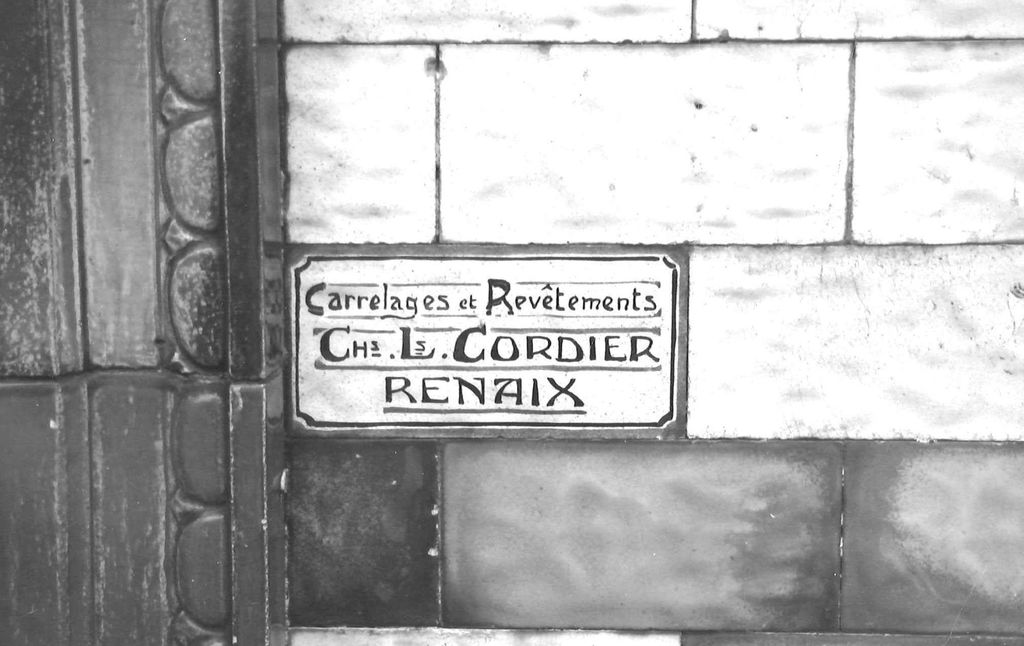 Carrelages et Revêtements
CHS. LS. CORDIER
RENAIX